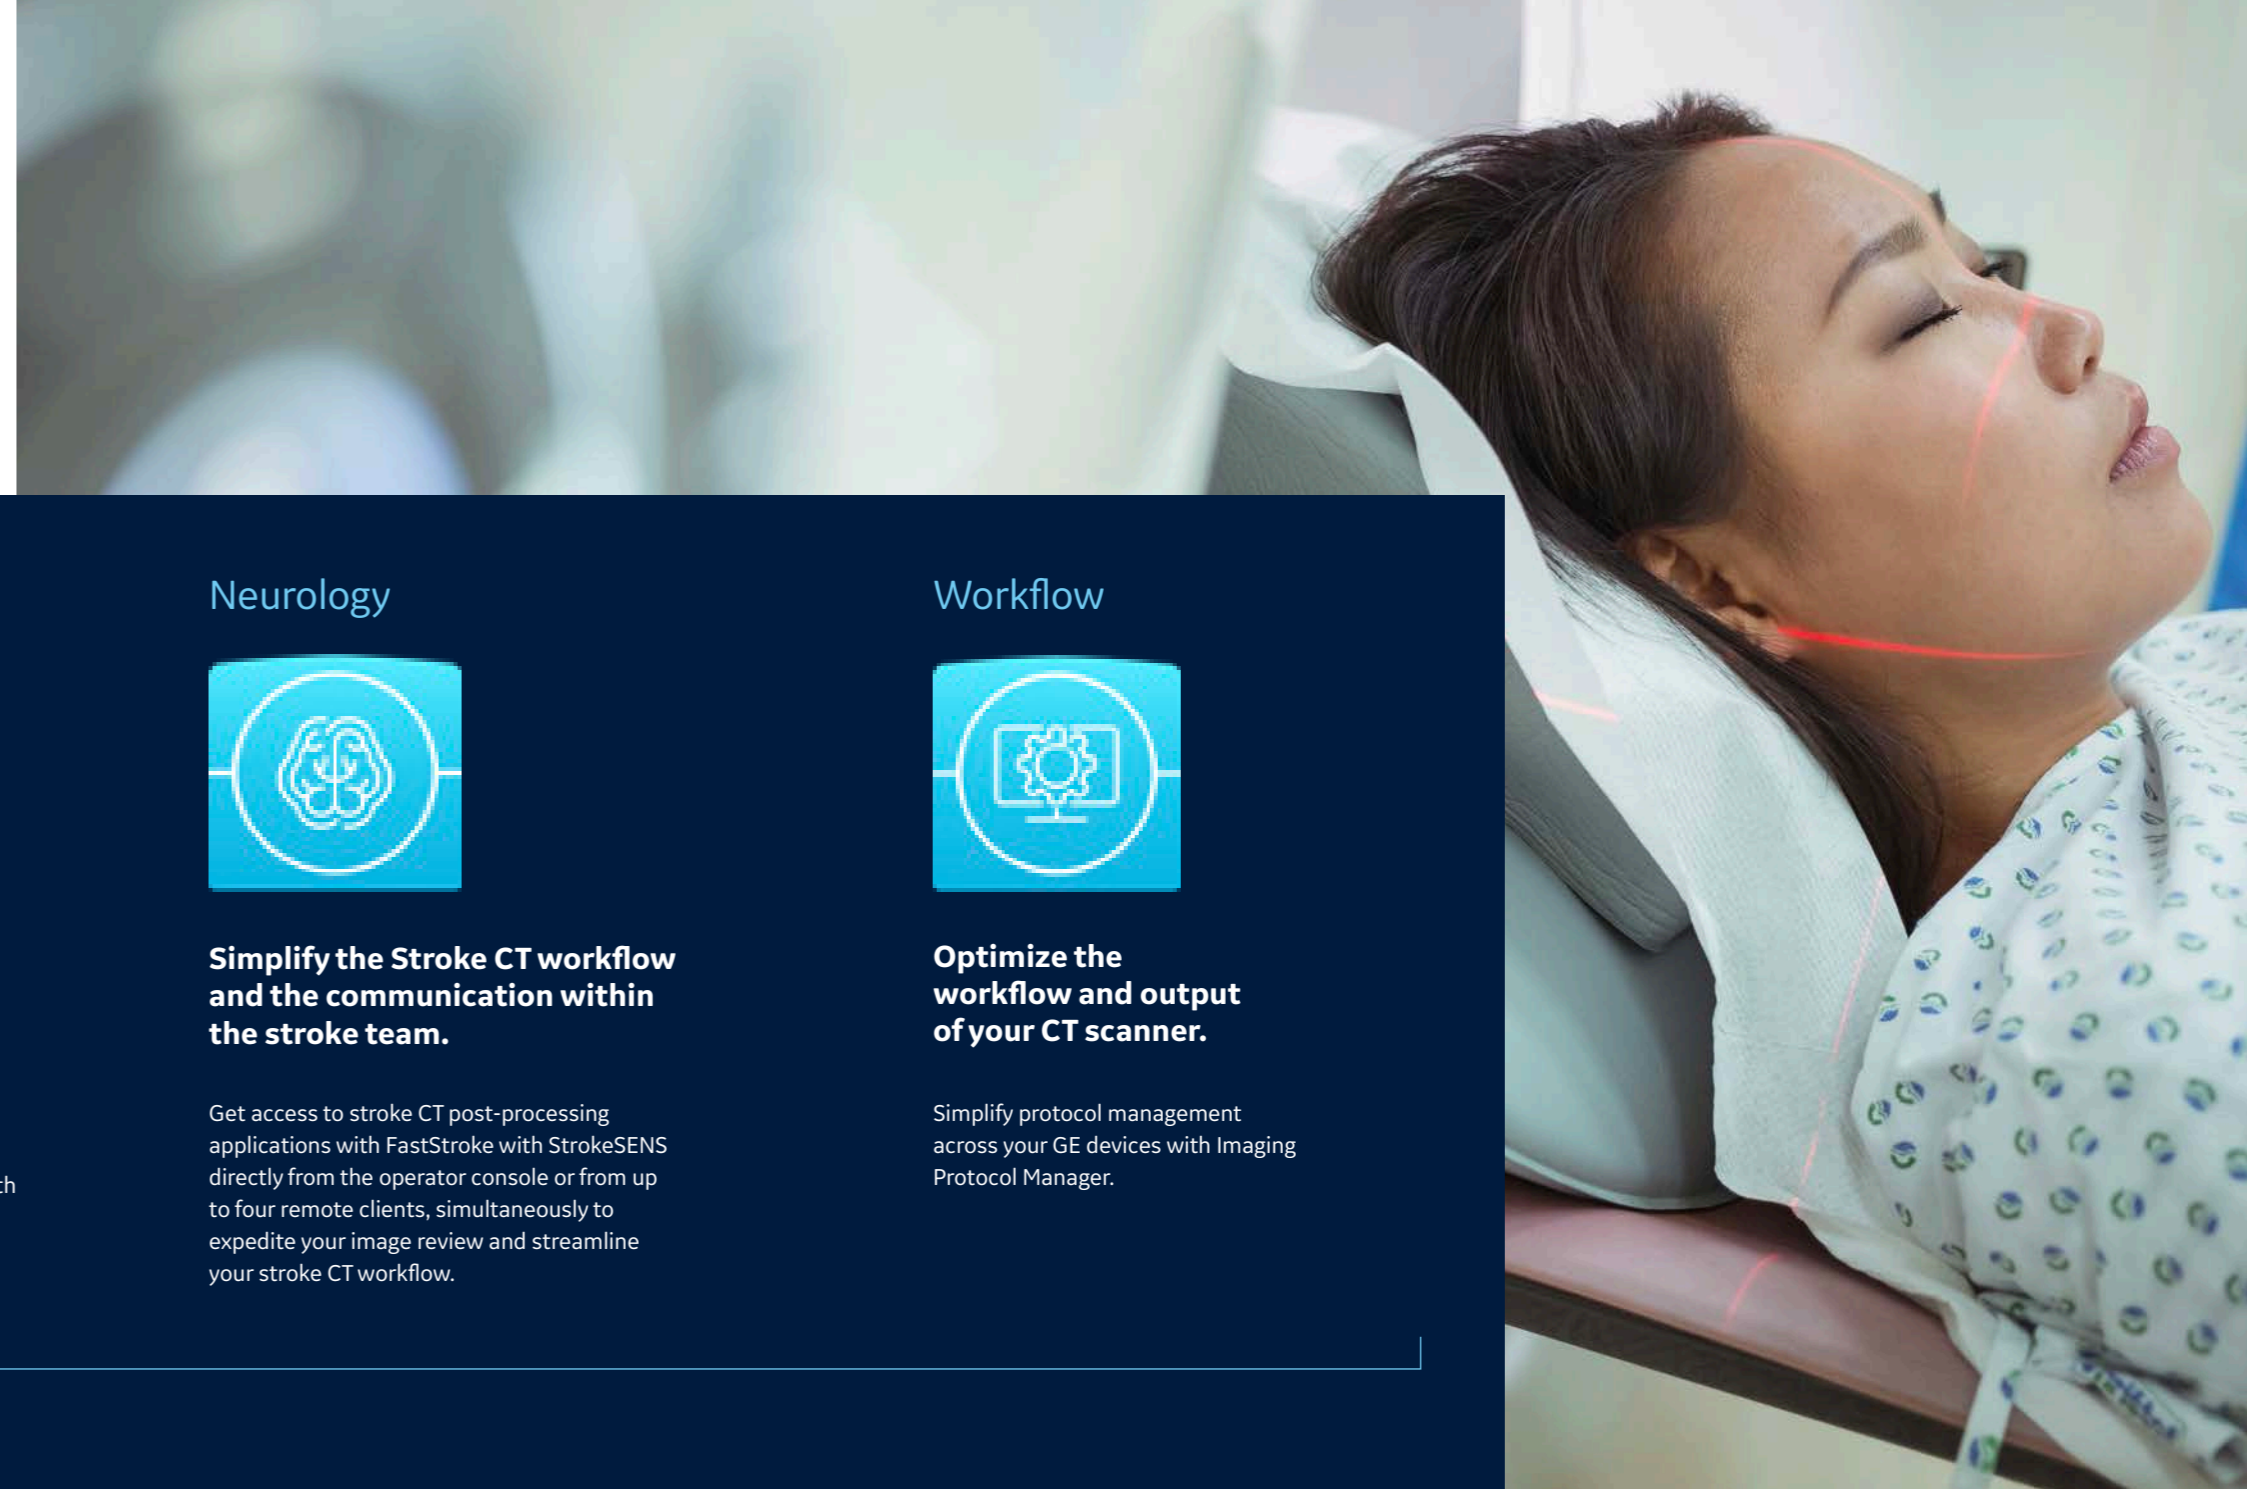 Neurology
Simplify the Stroke CT workflow
and the communication within
the stroke team.
Get access to stroke CT post-processing
applications with FastStroke with StrokeSENS
directly from the operator console or from up
to four remote clients, simultaneously to
expedite your image review and streamline
your stroke CT workflow.
Workflow
Optimize the
workflow and output
of your CT scanner.
Simplify protocol management
across your GE devices with Imaging
Protocol Manager.